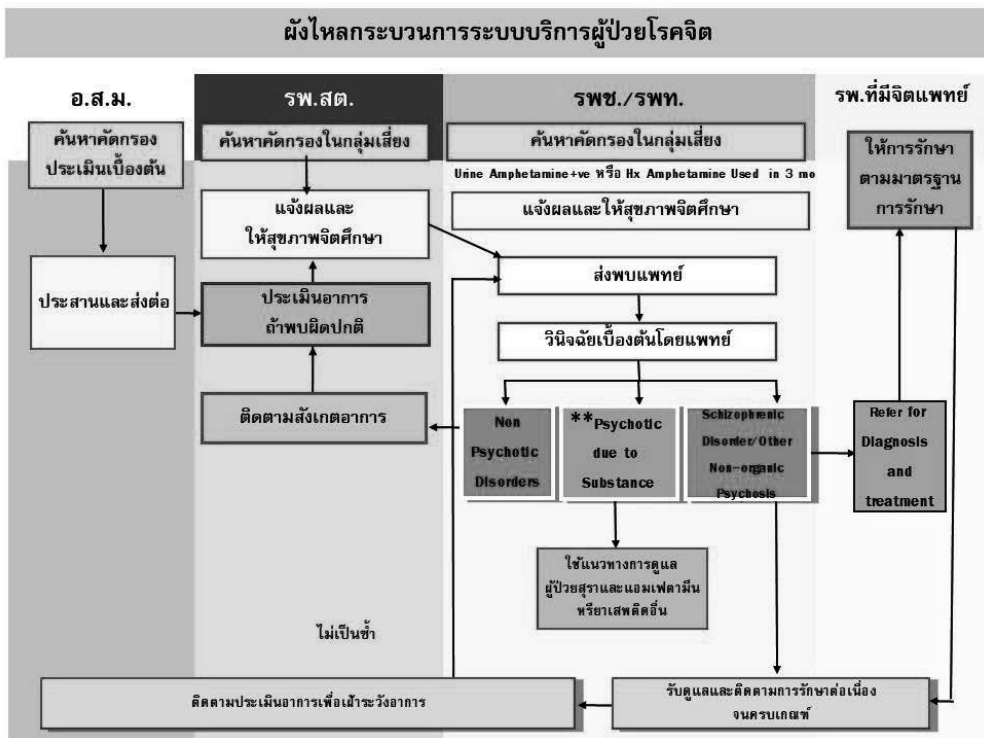 ผังไหลกระบวนการระบบบริการผู้ป่วยโรคจิต
อ.ส.ม.
รพ.สต.
รพช./รพท.
รพ.ที่มีจิตแพทย์
ค้นหาคัดกรอง
ประเมินเบื้องต้น
ค้นหาคัดกรองในกลุ่มเสี่ยง
ค้นหาคัดกรองในกลุ่มเสี่ยง
ให้การรักษา
ตามมาตรฐาน
การรักษา
Urine Amphetamine+ve หรือ Hx Amphetamine Used in 3 mo
แจ้งผลและ
ให้สุขภาพจิตศึกษา
แจ้งผลและให้สุขภาพจิตศึกษา
ประสานและส่งต่อ
ประเมินอาการ
ถ้าพบผิดปกติ
ส่งพบแพทย์
วินิจฉัยเบื้องต้นโดยแพทย์
ติดตามสังเกตอาการ
Non
Psychotic
Disorders
**Psychotic
due to
Substance
Schizophrenic
Disorder/Other
Non-organic
Psychosis
Refer for
Diagnosis
and
treatment
ใช้แนวทางการดูแล
ผู้ป่วยสุราและแอมเฟตามีน
หรือยาเสพติดอื่น
ไม่เป็นซ้ำ
ติดตามประเมินอาการเพื่อเฝ้าระวังอาการ
รับดูแลและติดตามการรักษาต่อเนื่อง
จนครบเกณฑ์